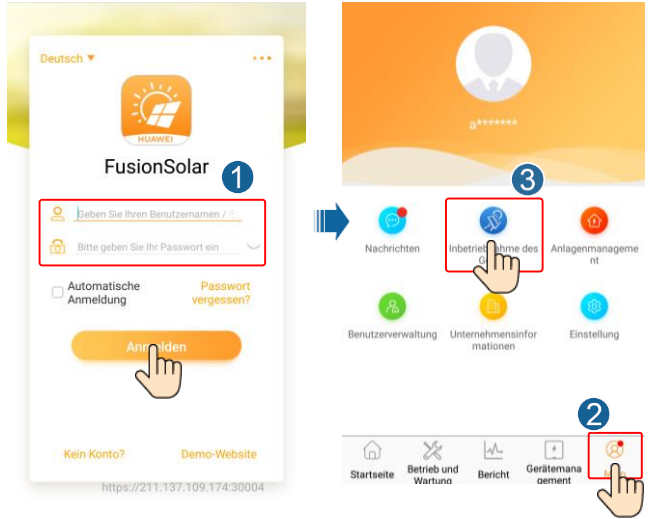 Deutsch
HUAWEI
FusionSolar
1
Geben Sie Ihren Benutzernamen /
Bitte geben Sie Ihr Passwort ein
Automatische
Anmeldung
Passwort
vergessen?
Kein Konto?
Demo-Website
https://211.137.109.174:30004
a*******
3
Nachrichten
des
Anlagenmanageme
nt
Benutzerverwaltung
Unternehmensinfor
mationen
Einstellung
2
Startseite
Betrieb und
Wartung
Bericht
Gerätemana
gement